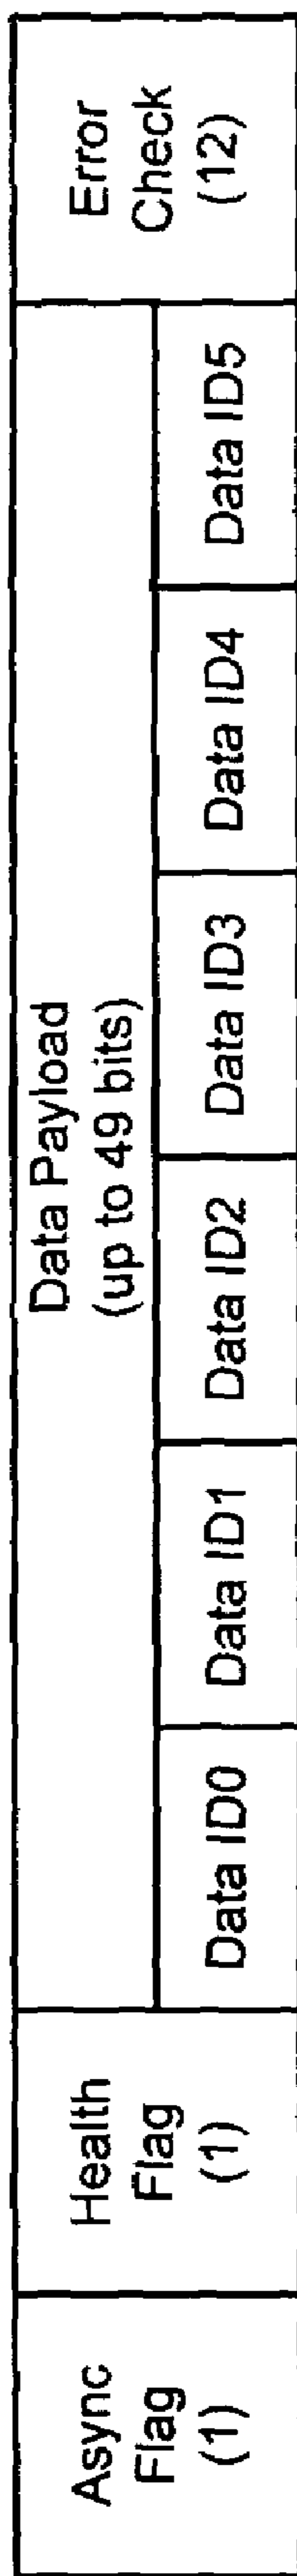 Async
Flag
(1)
Health
Flag
(1)
Data Payload
(up to 49 bits)
Data ID0
Data ID1
Data ID2
Data ID3
Data ID4
Data ID5
Error
Check
(12)